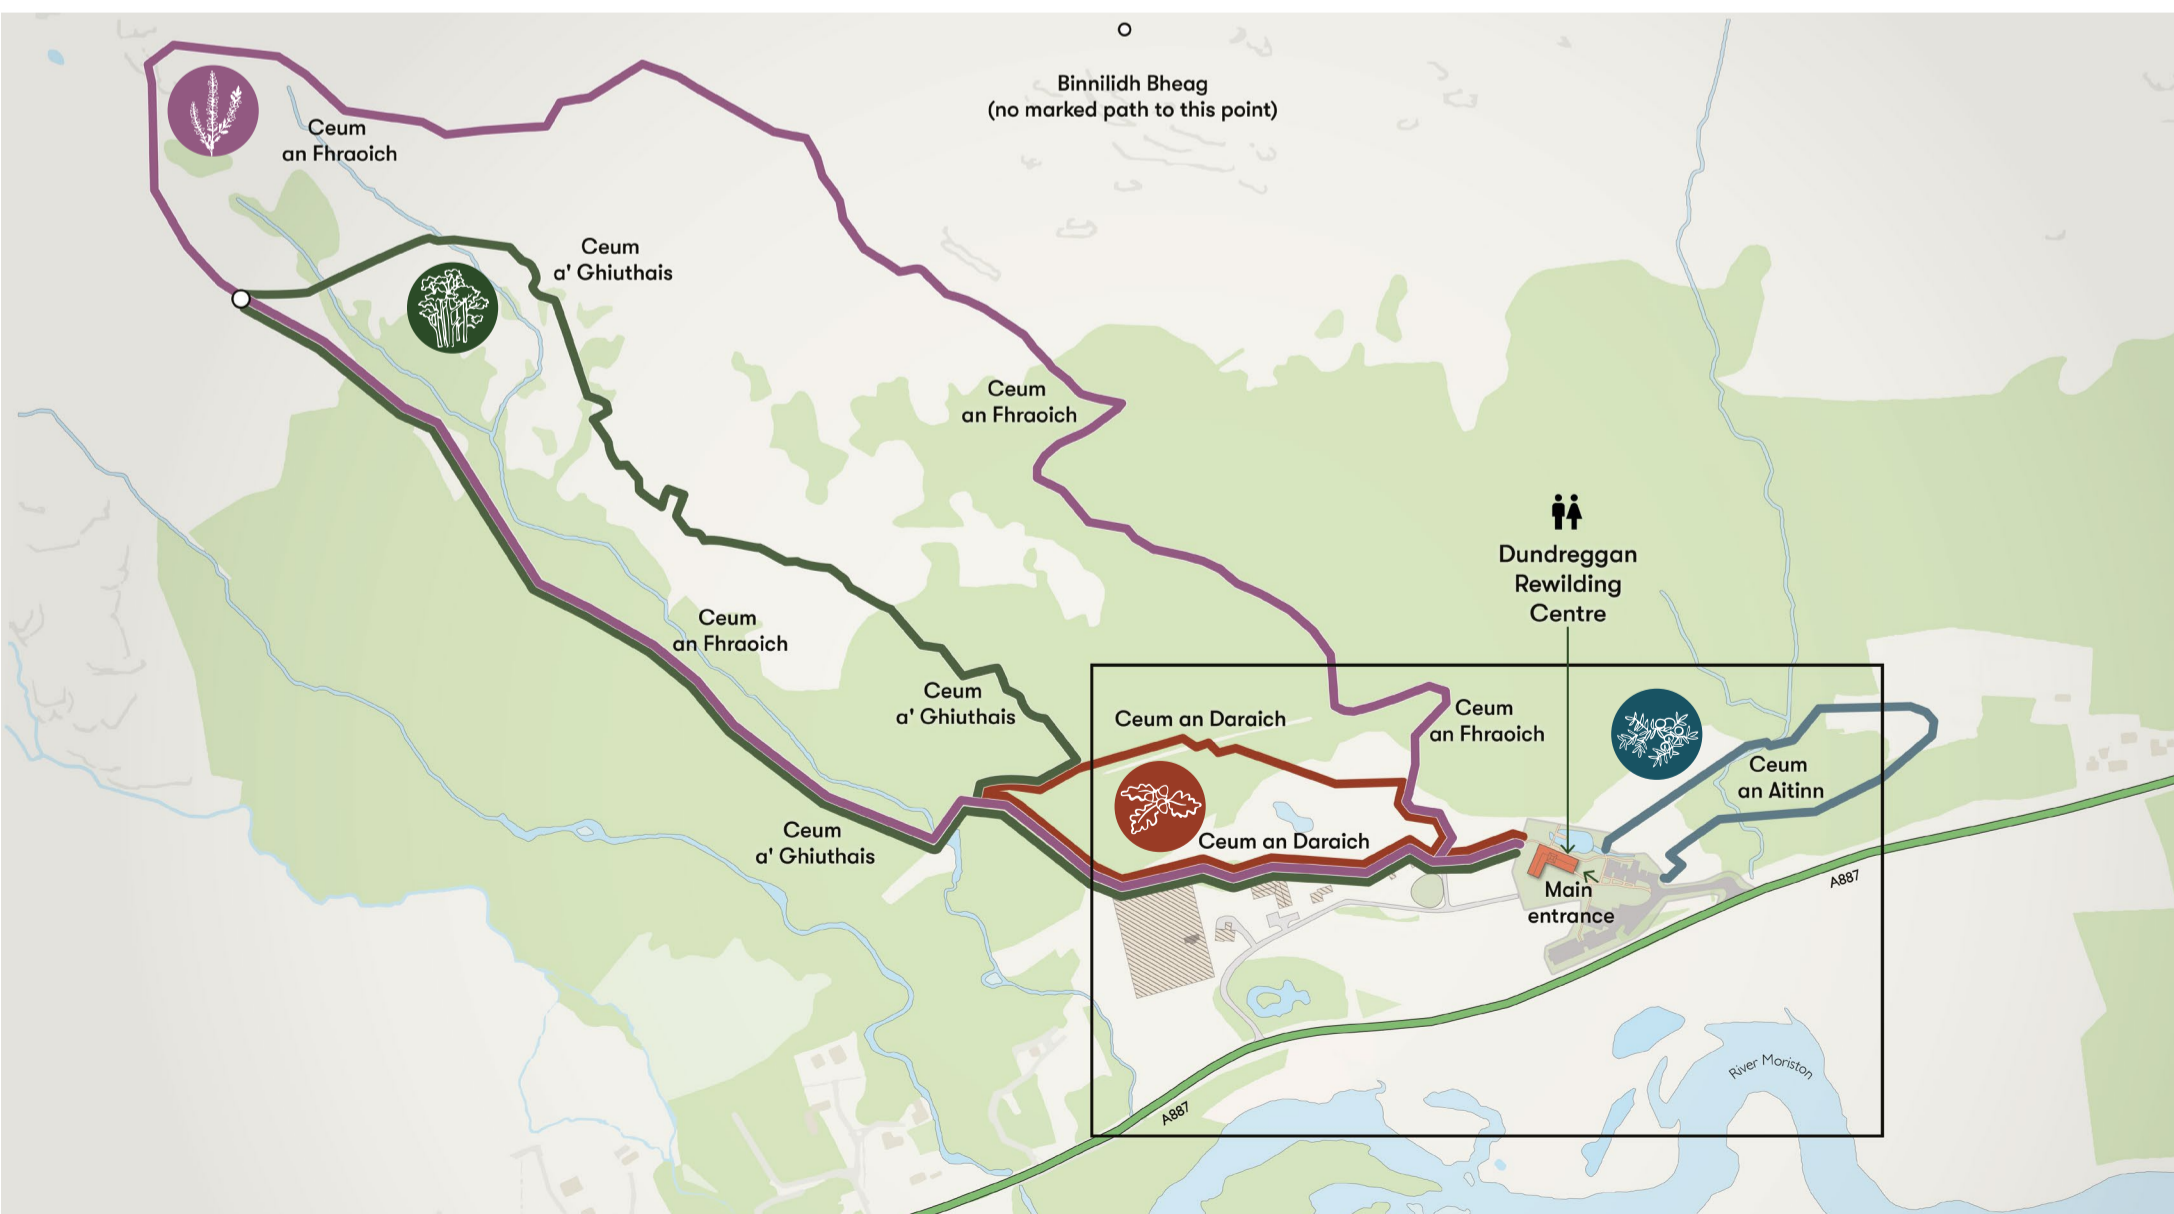 Binnilidh Bheag
(no marked path to this point)
Ceum
an Fhraoich
Ceum
a' Ghiuthais
Ceum
an Fhraoich
Dundreggan
Rewilding
Centre
Ceum
an Fhraoich
Ceum
a' Ghiuthais
Ceum an Daraich
Ceum
an Fhraoich
Ceum
an Aitinn
Ceum
a' Ghiuthais
Ceum an Daraich
Main
entrance
A887
River Moriston
A887